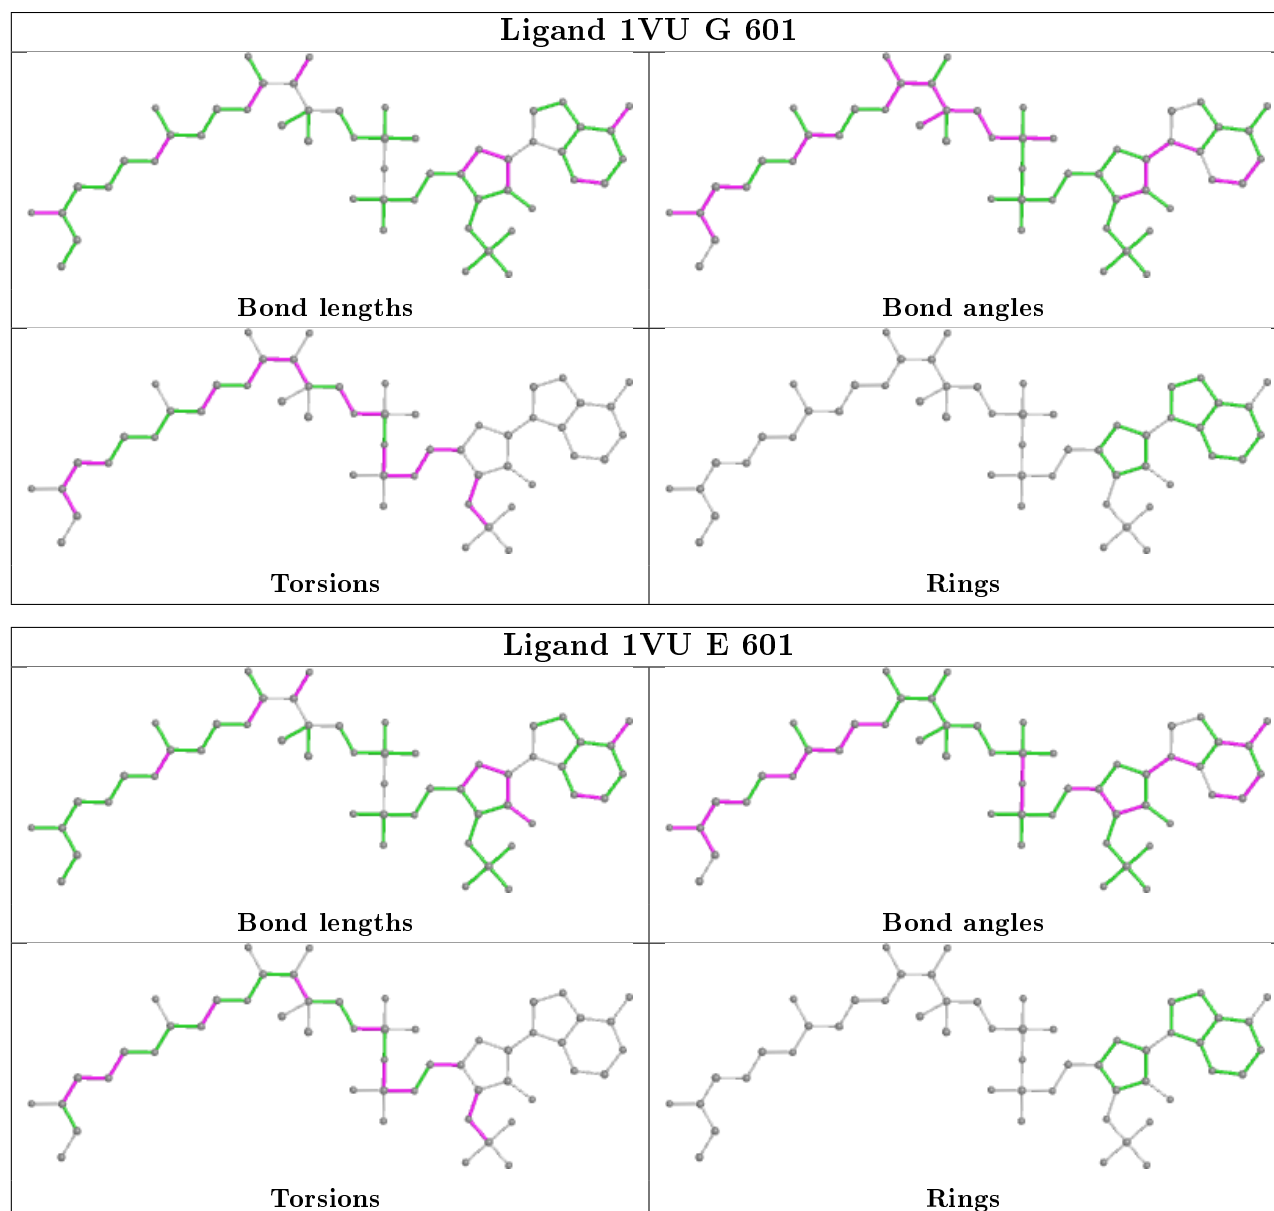 Ligand 1VU G 601
Bond lengths
Bond angles
Torsions
Rings
Ligand 1VU E 601
Bond lengths
Bond angles
Torsions
Rings